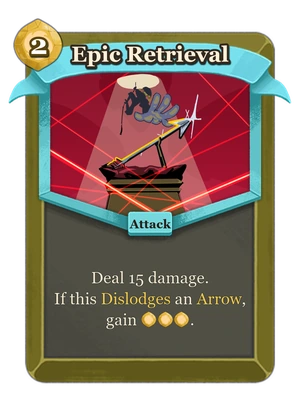 2
Epic Retrieval
Attack
Deal 15 damage.
If this Dislodges an Arrow,
gain .